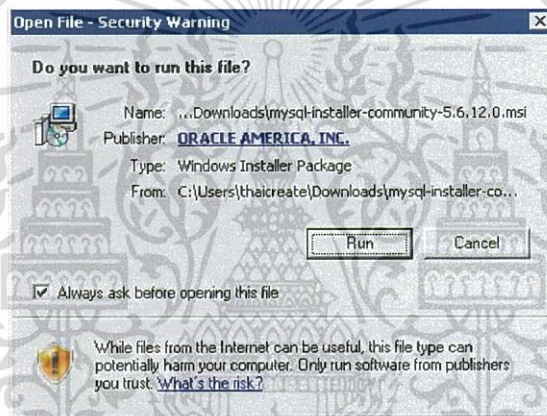 Open File - Security Warning
Do you want to run this file?
Name: ...Downloads\mysql-installer-community-5.6.12.0.msi
Publisher: ORACLE AMERICA, INC.
Type: Windows Installer Package
From: C:\Users\thaicreate\Downloads\mysql-installer-co...
Run Cancel
Always ask before opening this file
While files from the Internet can be useful, this file type can
potentially harm your computer. Only run software from publishers
you trust. What's the risk?